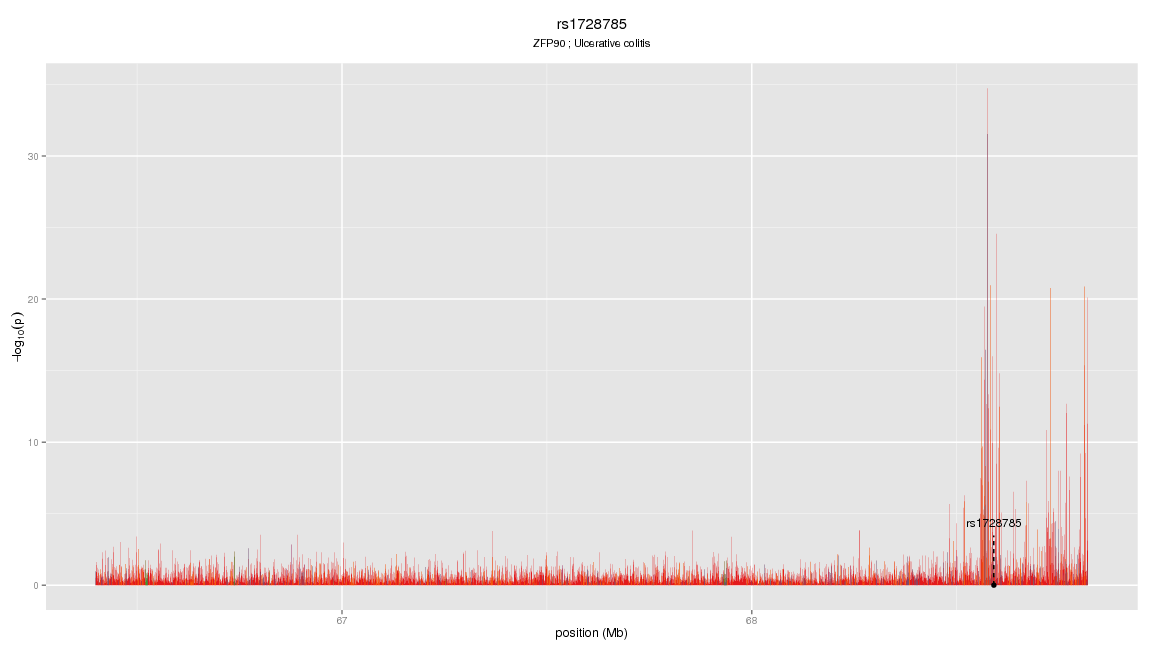 rs1728785
ZFP90 ; Ulcerative colitis
30
20
10
0
-log10(p)
rs1728785
67
68
position (Mb)